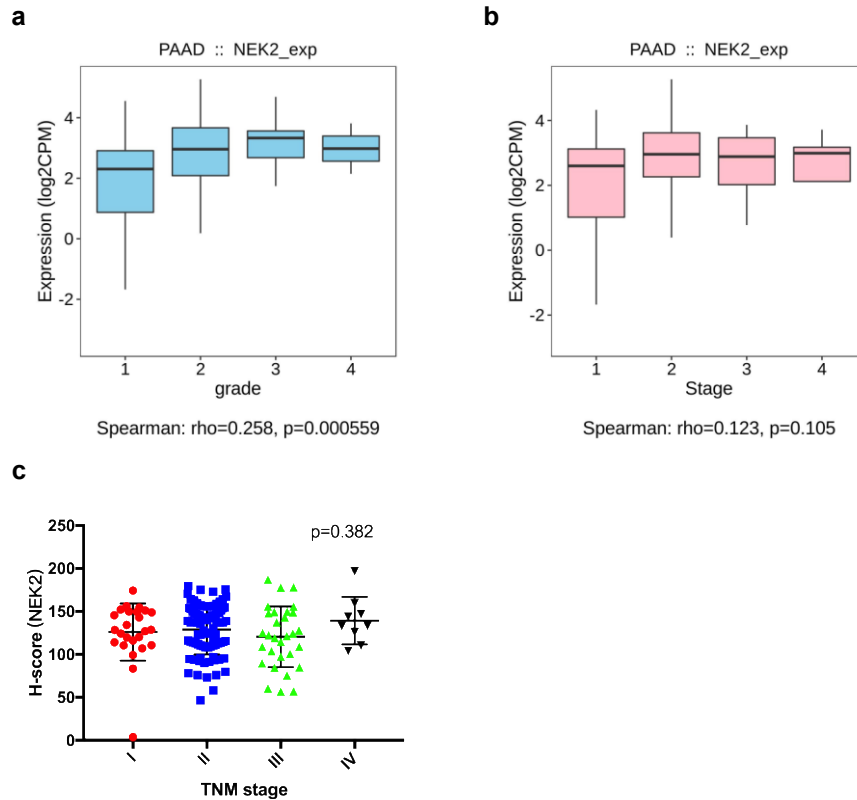 a
PAAD :: NEK2_exp
Expression (log2CPM)
4
2
0
-2
1 2 3 4
grade
Spearman: rho=0.258, p=0.000559
b
PAAD :: NEK2_exp
Expression (log2CPM)
4
2
0
-2
1 2 3 4
Stage
Spearman: rho=0.123, p=0.105
c
p=0.382
H-score (NEK2)
250
200
150
100
50
0
I II III IV
TNM stage